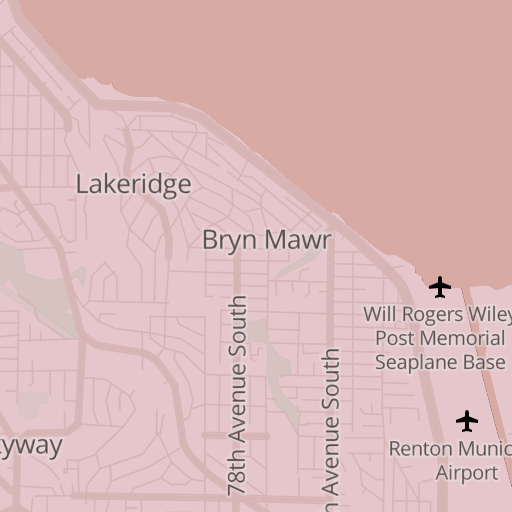 Lakeridge
Bryn Mawr
Will Rogers Wiley
Post Memorial
Seaplane Base
78th Avenue South
Avenue South
Renton Munic
Airport
yway